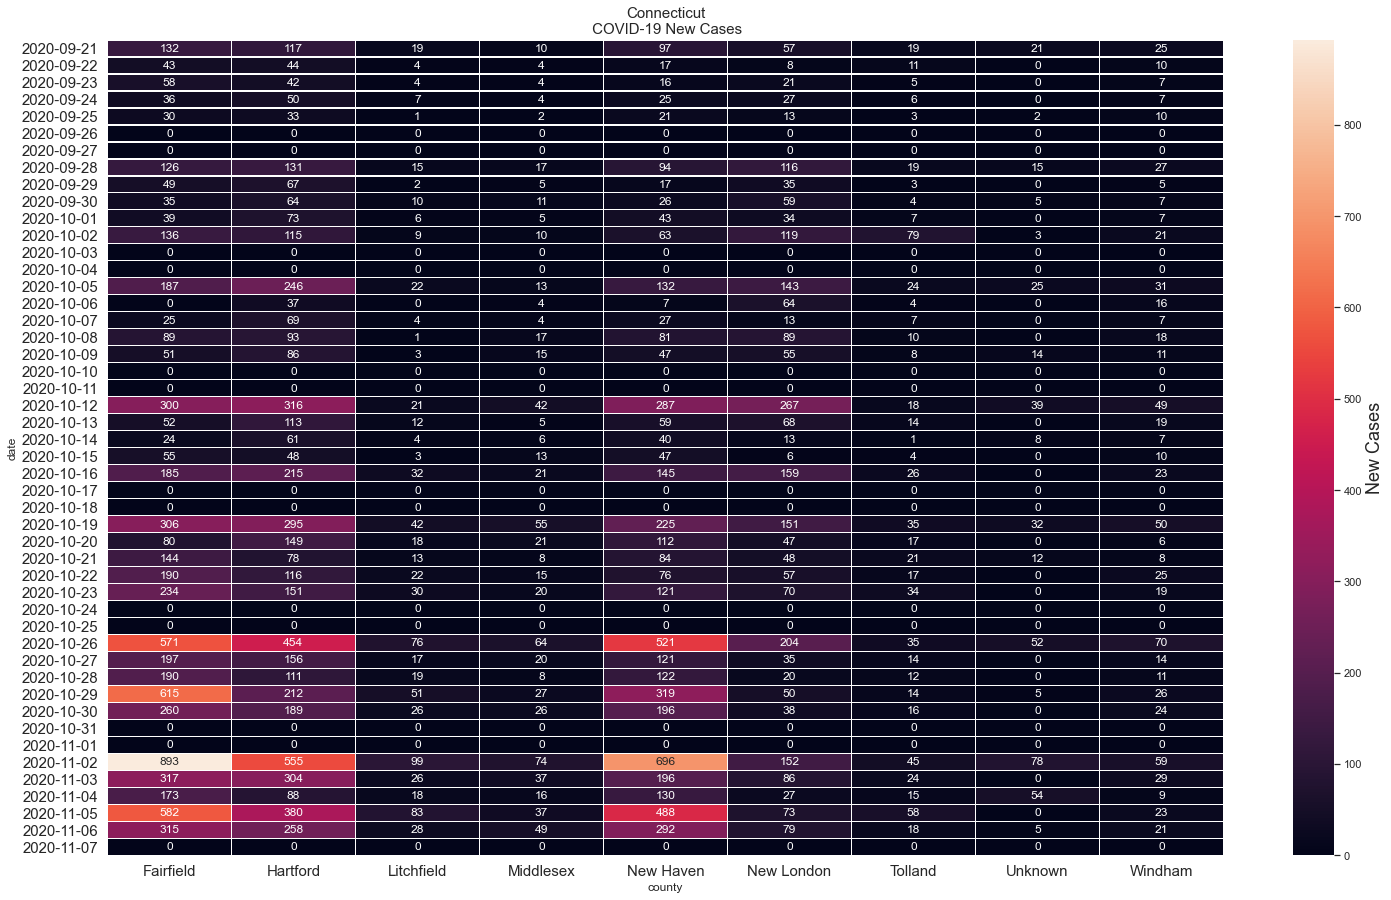 Connecticut
COVID-19 New Cases
2020-09-21 132 117 19 10 97 57 19 21 25
2020-09-22 43 44 4 4 17 8 11 0 10
2020-09-23 58 42 4 4 16 21 5 0 7
2020-09-24 36 50 7 4 25 27 6 0 7
2020-09-25 30 33 1 2 21 13 3 2 10
2020-09-26 0 0 0 0 0 0 0 0 0
2020-09-27 0 0 0 0 0 0 0 0 0
2020-09-28 126 131 15 17 94 116 19 15 27
2020-09-29 49 67 2 5 17 35 3 0 5
2020-09-30 35 64 10 11 26 59 4 5 7
2020-10-01 39 73 6 5 43 34 7 0 7
2020-10-02 136 115 9 10 63 119 79 3 21
2020-10-03 0 0 0 0 0 0 0 0 0
2020-10-04 0 0 0 0 0 0 0 0 0
2020-10-05 187 246 22 13 132 143 24 25 31
2020-10-06 0 37 0 4 7 64 4 0 16
2020-10-07 25 69 4 4 27 13 7 0 7
2020-10-08 89 93 1 17 81 89 10 0 18
2020-10-09 51 86 3 15 47 55 8 14 11
2020-10-10 0 0 0 0 0 0 0 0 0
2020-10-11 0 0 0 0 0 0 0 0 0
2020-10-12 300 316 21 42 287 267 18 39 49
2020-10-13 52 113 12 5 59 68 14 0 19
2020-10-14 24 61 4 6 40 13 1 8 7
2020-10-15 55 48 3 13 47 6 4 0 10
2020-10-16 185 215 32 21 145 159 26 0 23
2020-10-17 0 0 0 0 0 0 0 0 0
2020-10-18 0 0 0 0 0 0 0 0 0
2020-10-19 306 295 42 55 225 151 35 32 50
2020-10-20 80 149 18 21 112 47 17 0 6
2020-10-21 144 78 13 8 84 48 21 12 8
2020-10-22 190 116 22 15 76 57 17 0 25
2020-10-23 234 151 30 20 121 70 34 0 19
2020-10-24 0 0 0 0 0 0 0 0 0
2020-10-25 0 0 0 0 0 0 0 0 0
2020-10-26 571 454 76 64 521 204 35 52 70
2020-10-27 197 156 17 20 121 35 14 0 14
2020-10-28 190 111 19 8 122 20 12 0 11
2020-10-29 615 212 51 27 319 50 14 5 26
2020-10-30 260 189 26 26 196 38 16 0 24
2020-10-31 0 0 0 0 0 0 0 0 0
2020-11-01 0 0 0 0 0 0 0 0 0
2020-11-02 893 555 99 74 696 152 45 78 59
2020-11-03 317 304 26 37 196 86 24 0 29
2020-11-04 173 88 18 16 130 27 15 54 9
2020-11-05 582 380 83 37 488 73 58 0 23
2020-11-06 315 258 28 49 292 79 18 5 21
2020-11-07 0 0 0 0 0 0 0 0 0
Fairfield Hartford Litchfield Middlesex New Haven New London Tolland Unknown Windham
county
date
800
700
600
500
400
300
200
100
0
New Cases